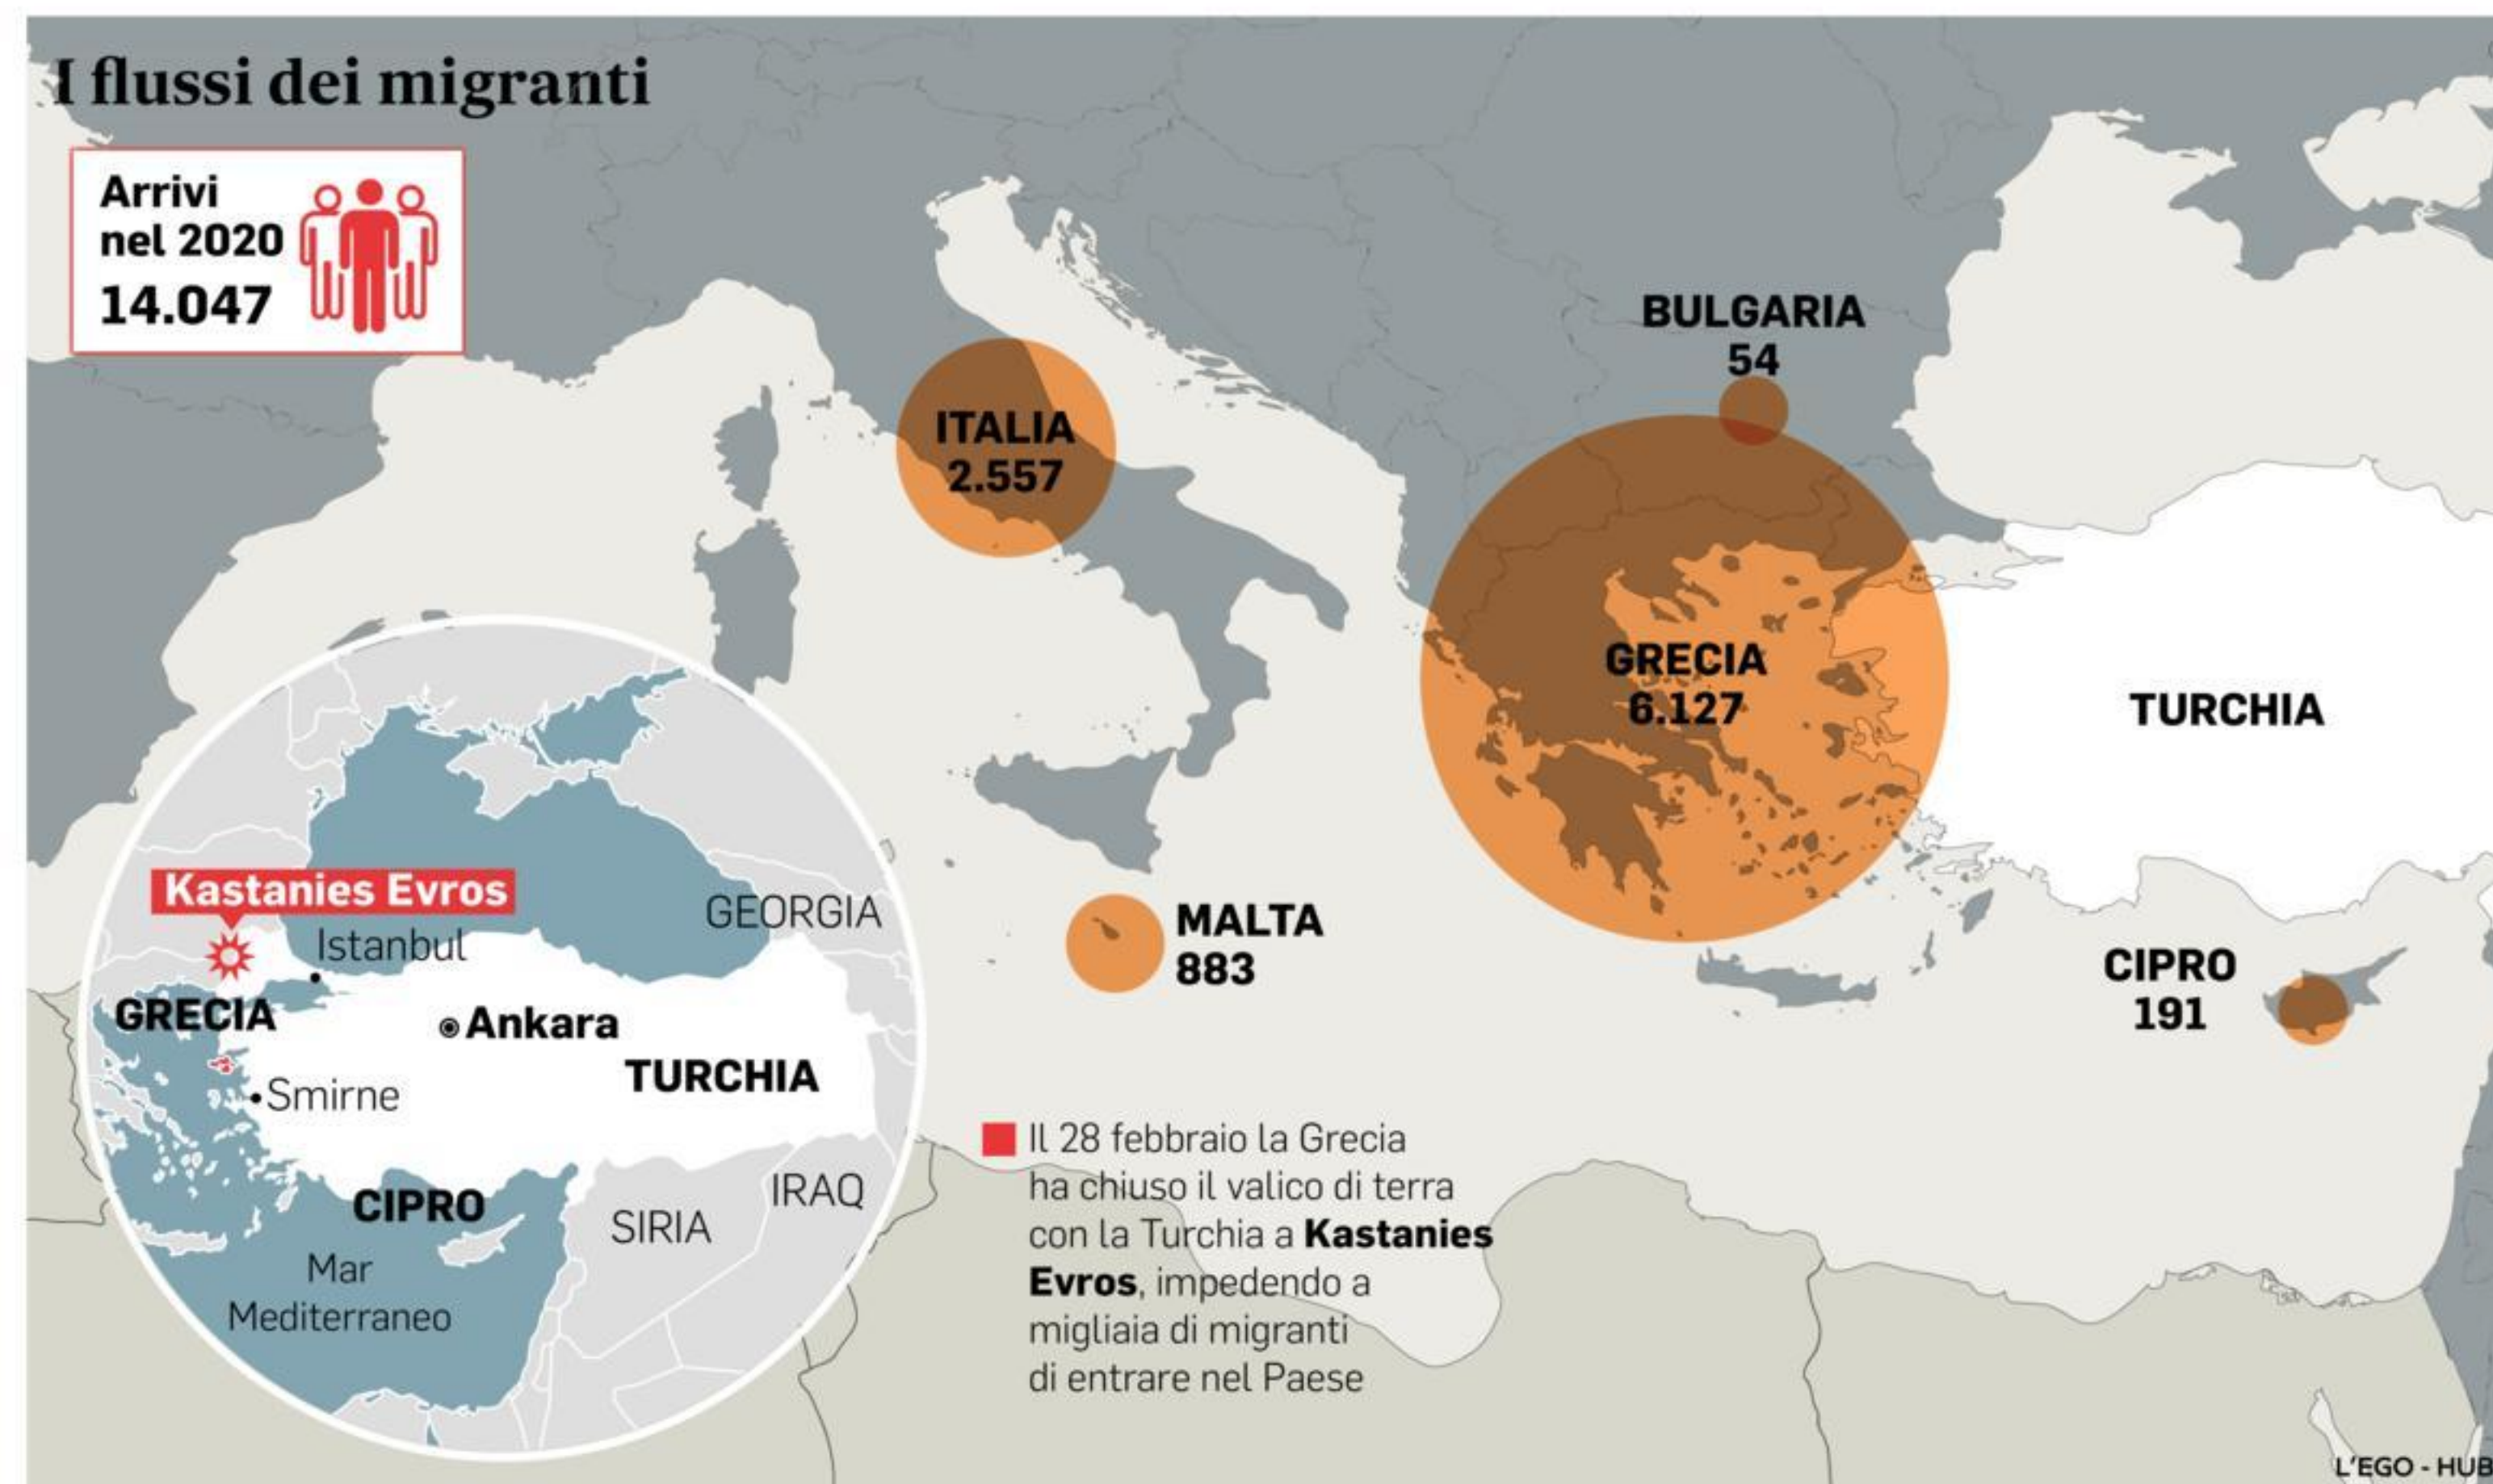 I flussi dei migranti
Arrivi
nel 2020
14.047
ITALIA
2.557
BULGARIA
54
GRECIA
6.127
TURCHIA
MALTA
883
CIPRO
191
Kastanies Evros
Istanbul
GEORGIA
GRECIA
Ankara
TURCHIA
Smirne
CIPRO
SIRIA
IRAQ
Mar
Mediterraneo
Il 28 febbraio la Grecia
ha chiuso il valico di terra
con la Turchia a Kastanies
Evros, impedendo a
migliaia di migranti
di entrare nel Paese
L'EGO - HUB